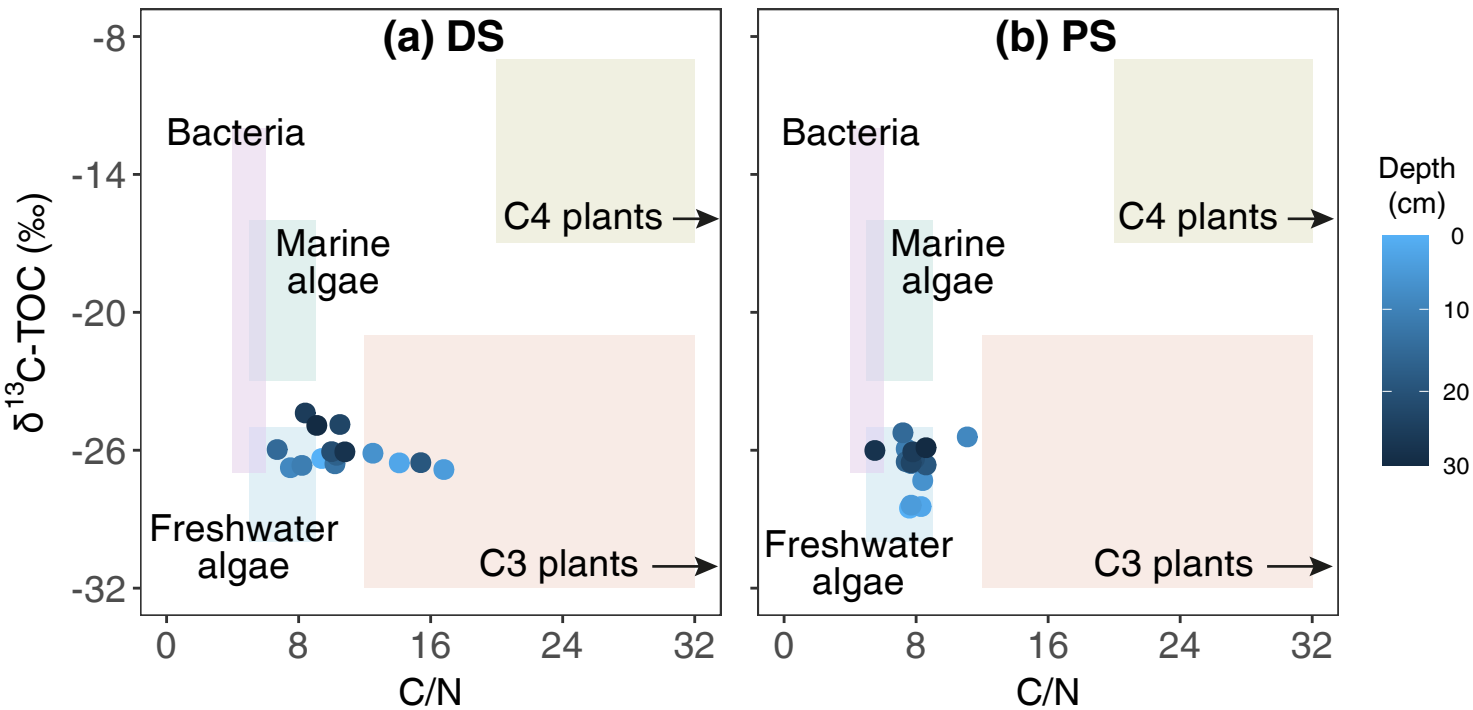 (a) DS
(b) PS
-8
-14
-20
-26
-32
δ¹³C-TOC (‰)
Bacteria
C4 plants
Marine
algae
Freshwater
algae
C3 plants
0 8 16 24 32
C/N
Bacteria
C4 plants
Marine
algae
Freshwater
algae
C3 plants
0 8 16 24 32
C/N
Depth
(cm)
0
10
20
30